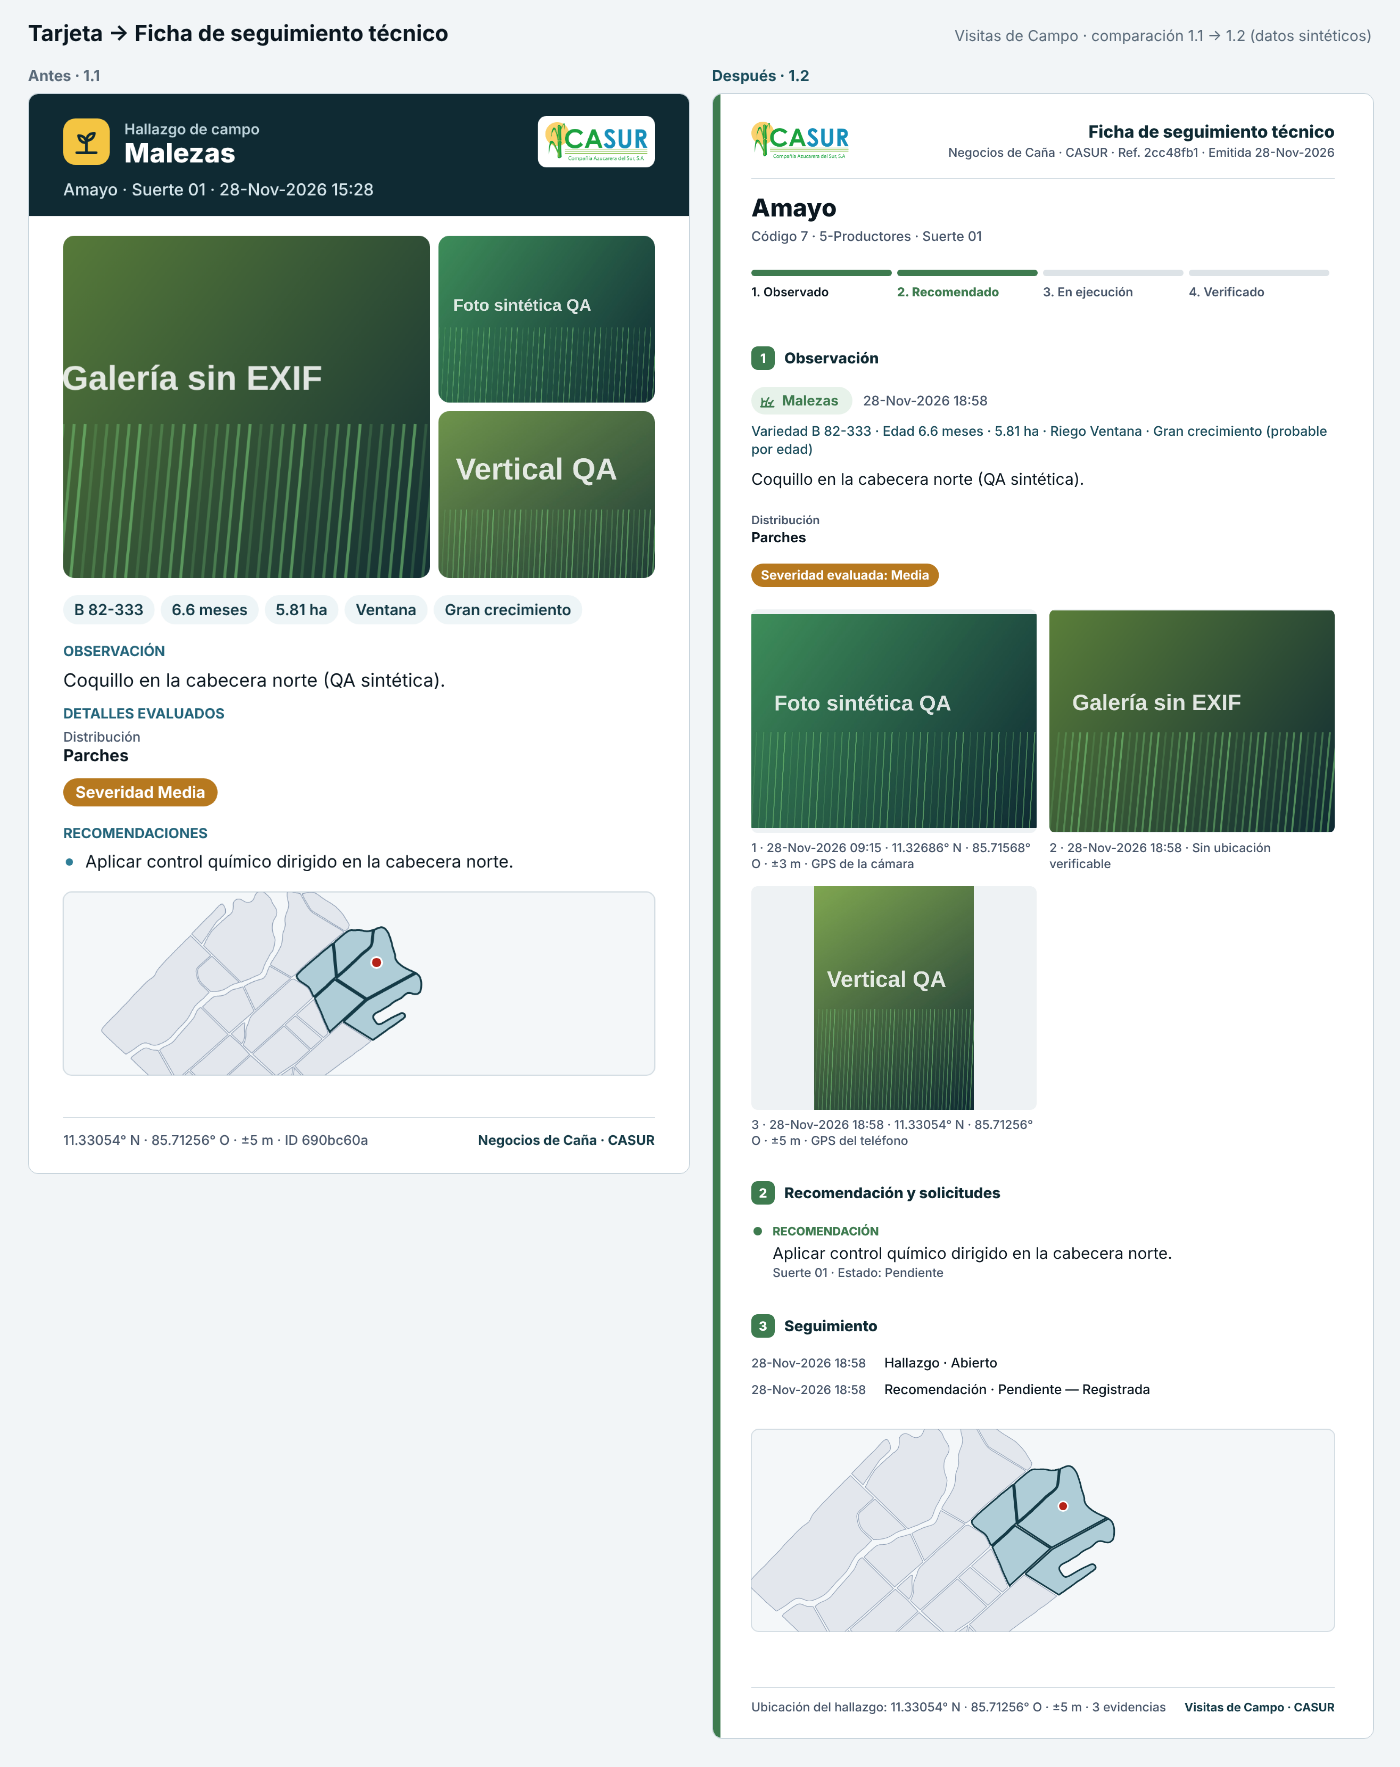 Tarjeta → Ficha de seguimiento técnico
Visitas de Campo · comparación 1.1 → 1.2 (datos sintéticos)
Antes · 1.1
Hallazgo de campo
Malezas
CASUR
Compañía Azucarera del Sur, S.A.
Amayo · Suerte 01 · 28-Nov-2026 15:28
Galería sin EXIF
Foto sintética QA
Vertical QA
B 82-333
6.6 meses
5.81 ha
Ventana
Gran crecimiento
OBSERVACIÓN
Coquillo en la cabecera norte (QA sintética).
DETALLES EVALUADOS
Distribución
Parches
Severidad Media
RECOMENDACIONES
• Aplicar control químico dirigido en la cabecera norte.
11.33054° N · 85.71256° O · ±5 m · ID 690bc60a
Negocios de Caña · CASUR
Después · 1.2
CASUR
Compañía Azucarera del Sur, S.A.
Ficha de seguimiento técnico
Negocios de Caña · CASUR · Ref. 2cc48fb1 · Emitida 28-Nov-2026
Amayo
Código 7 · 5-Productores · Suerte 01
1. Observado
2. Recomendado
3. En ejecución
4. Verificado
1 Observación
Malezas
28-Nov-2026 18:58
Variedad B 82-333 · Edad 6.6 meses · 5.81 ha · Riego Ventana · Gran crecimiento (probable
por edad)
Coquillo en la cabecera norte (QA sintética).
Distribución
Parches
Severidad evaluada: Media
Foto sintética QA
Galería sin EXIF
1 · 28-Nov-2026 09:15 · 11.32686° N · 85.71568°
O · ±3 m · GPS de la cámara
2 · 28-Nov-2026 18:58 · Sin ubicación
verificable
Vertical QA
3 · 28-Nov-2026 18:58 · 11.33054° N · 85.71256°
O · ±5 m · GPS del teléfono
2 Recomendación y solicitudes
RECOMENDACIÓN
Aplicar control químico dirigido en la cabecera norte.
Suerte 01 · Estado: Pendiente
3 Seguimiento
28-Nov-2026 18:58 Hallazgo · Abierto
28-Nov-2026 18:58 Recomendación · Pendiente — Registrada
Ubicación del hallazgo: 11.33054° N · 85.71256° O · ±5 m · 3 evidencias
Visitas de Campo · CASUR